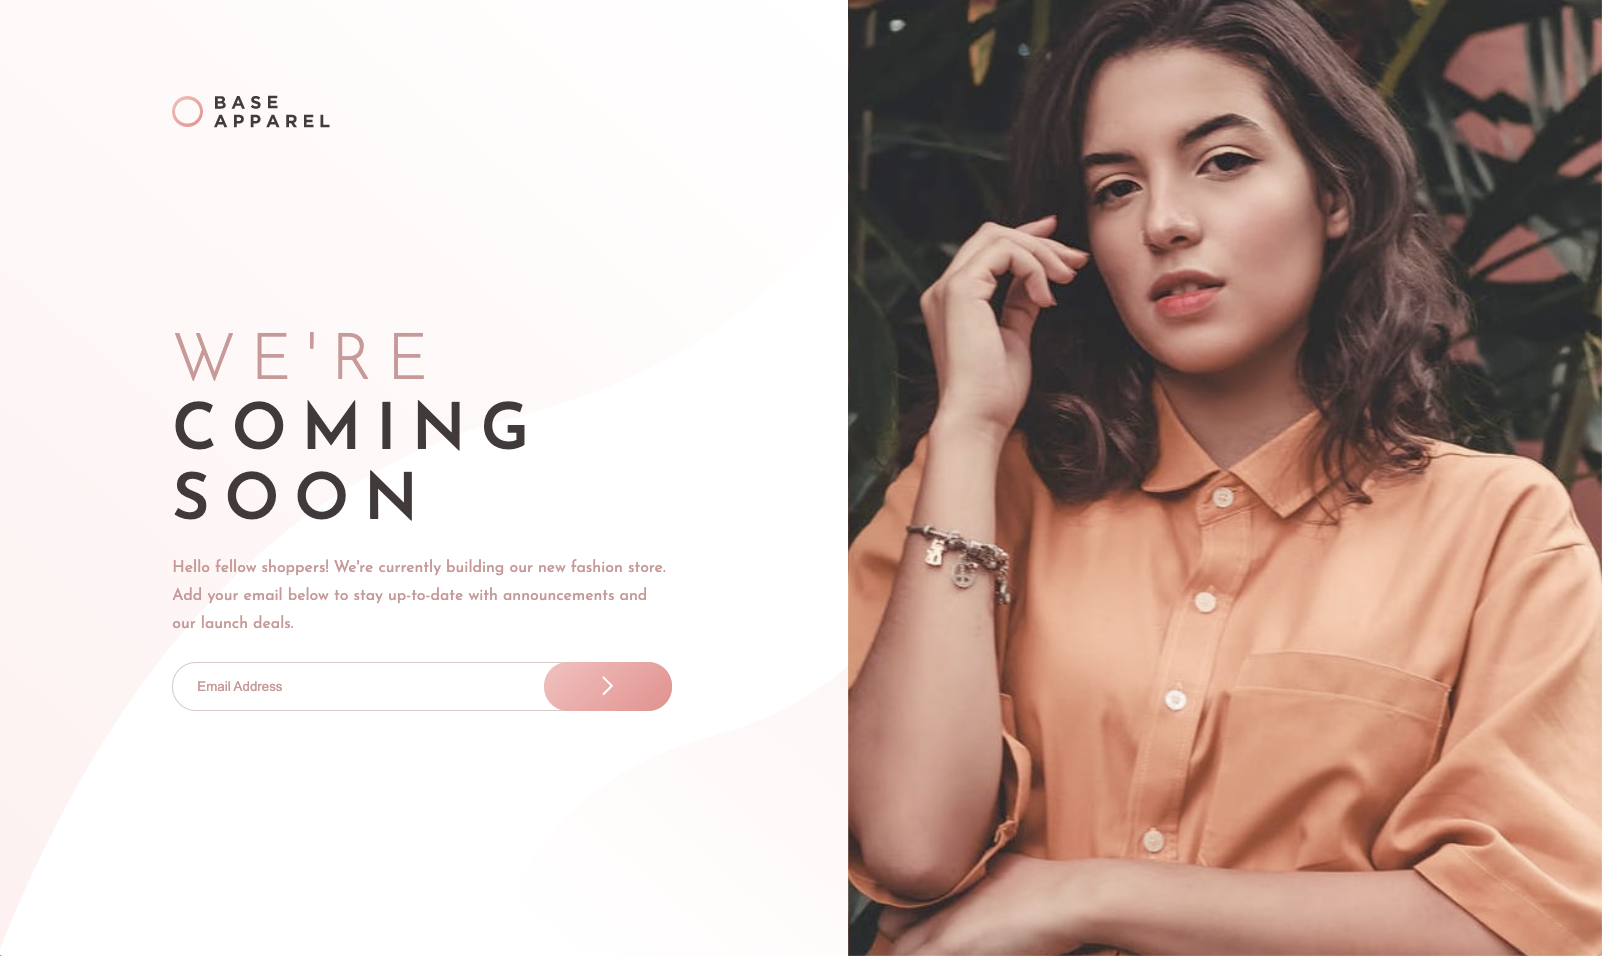 BASE
APPAREL
WE'RE
COMING
SOON
Hello fellow shoppers! We're currently building our new fashion store.
Add your email below to stay up-to-date with announcements and
our launch deals.
Email Address